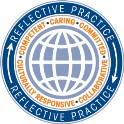 REFLECTIVE PRACTICE
COMPETENT • CARING • COMMITTED
CULTURALLY RESPONSIVE • COLLABORATIVE
REFLECTIVE PRACTICE